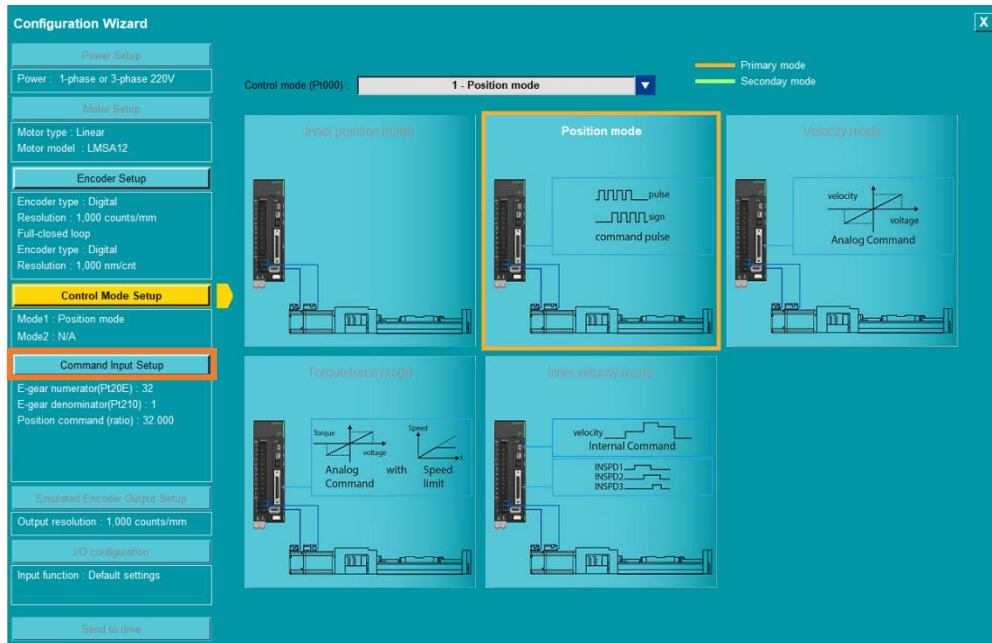 Configuration Wizard
X
Power Setup
Power : 1-phase or 3-phase 220V
Motor Setup
Motor type : Linear
Motor model : LMSA12
Encoder Setup
Encoder type : Digital
Resolution : 1,000 counts/mm
Full-closed loop
Encoder type : Digital
Resolution : 1,000 nm/cnt
Control Mode Setup
Mode1 : Position mode
Mode2 : N/A
Command Input Setup
E-gear numerator(Pt20E) : 32
E-gear denominator(Pt210) : 1
Position command (ratio) : 32.000
Emulated Encoder Output Setup
Output resolution : 1,000 counts/mm
I/O configuration
Input function : Default settings
Send to drive
Control mode (Pt000) :
1 - Position mode
Primary mode
Seconday mode
Inner position mode
Position mode
pulse
sign
command pulse
Velocity mode
velocity
voltage
Analog Command
Torque/force mode
Torque
voltage
Speed
t
Analog with Speed
Command limit
Inner velocity mode
velocity
Internal Command
INSPD1
INSPD2
INSPD3